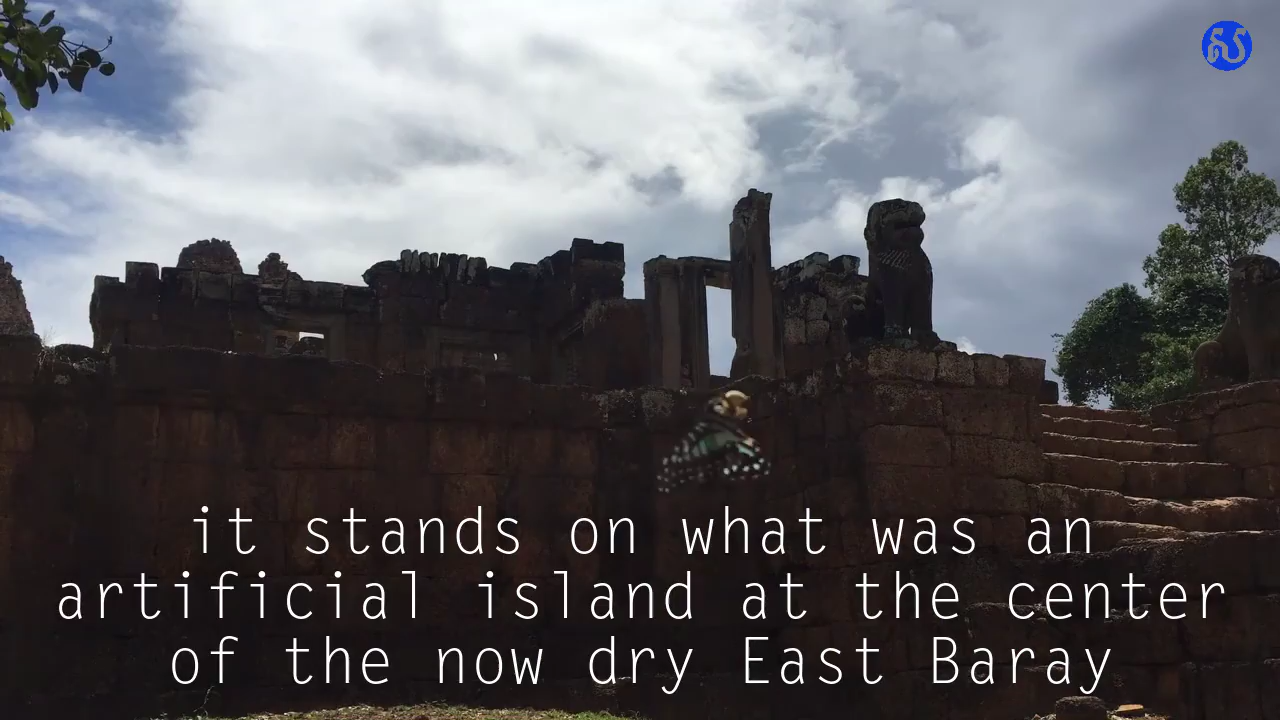 it stands on what was an
artificial island at the center
of the now dry East Baray